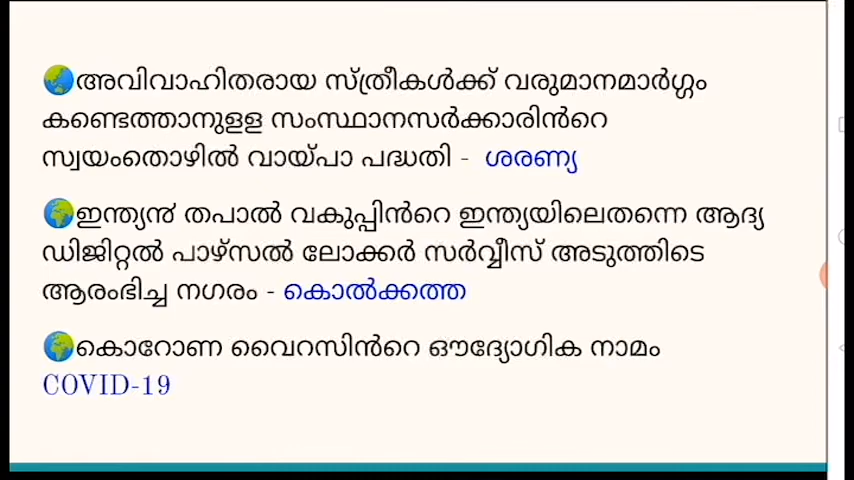 🌏അവിവാഹിതരായ സ്ത്രീകൾക്ക് വരുമാനമാർഗ്ഗം
കണ്ടെത്താനുളള സംസ്ഥാനസർക്കാരിൻറെ
സ്വയംതൊഴിൽ വായ്പാ പദ്ധതി - ശരണ്യ
🌍ഇന്ത്യൻ തപാൽ വകുപ്പിൻറെ ഇന്ത്യയിലെതന്നെ ആദ്യ
ഡിജിറ്റൽ പാഴ്സൽ ലോക്കർ സർവ്വീസ് അടുത്തിടെ
ആരംഭിച്ച നഗരം - കൊൽക്കത്ത
🌍കൊറോണ വൈറസിൻറെ ഔദ്യോഗിക നാമം
COVID-19